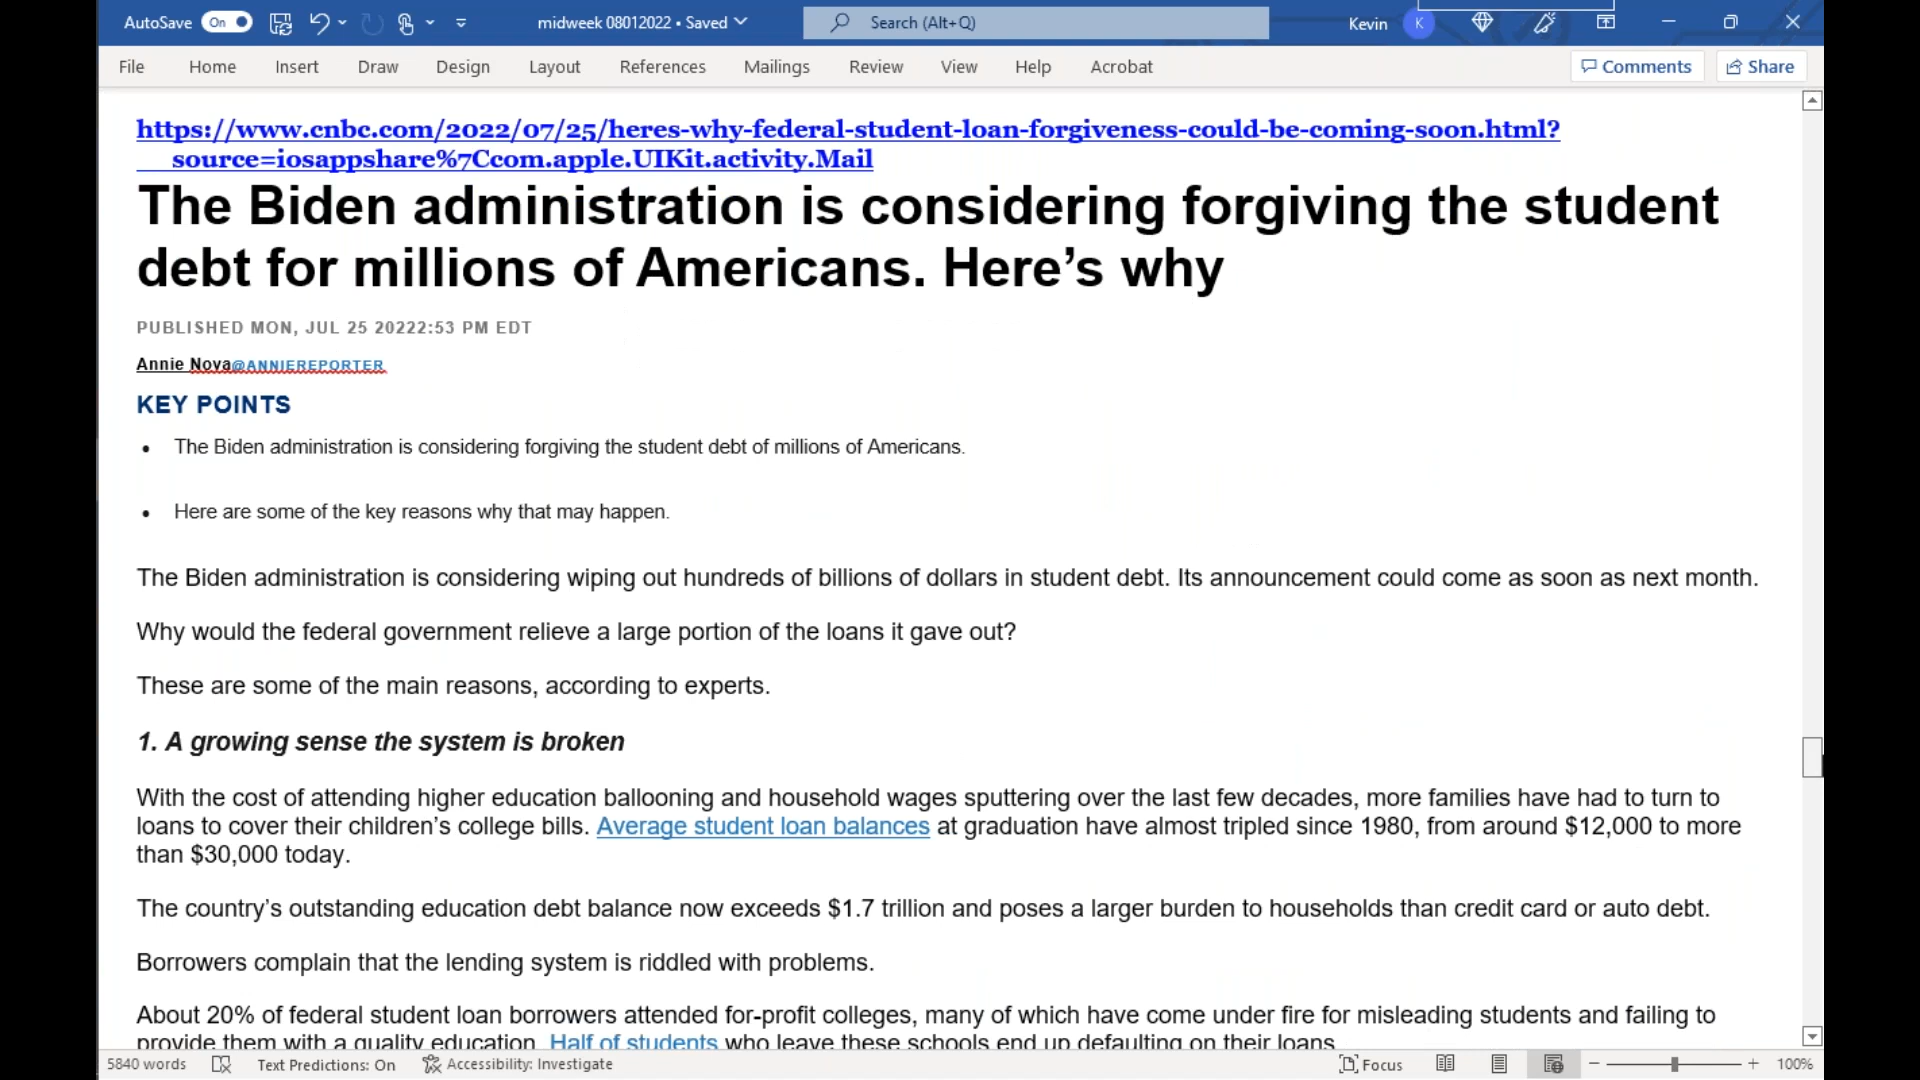 AutoSave On midweek 08012022 • Saved Search (Alt+Q) Kevin K
File Home Insert Draw Design Layout References Mailings Review View Help Acrobat Comments Share
https://www.cnbc.com/2022/07/25/heres-why-federal-student-loan-forgiveness-could-be-coming-soon.html?
source=iosappshare%7Ccom.apple.UIKit.activity.Mail
The Biden administration is considering forgiving the student
debt for millions of Americans. Here’s why
PUBLISHED MON, JUL 25 20222:53 PM EDT
Annie Nova@ANNIEREPORTER
KEY POINTS
• The Biden administration is considering forgiving the student debt of millions of Americans.
• Here are some of the key reasons why that may happen.
The Biden administration is considering wiping out hundreds of billions of dollars in student debt. Its announcement could come as soon as next month.
Why would the federal government relieve a large portion of the loans it gave out?
These are some of the main reasons, according to experts.
1. A growing sense the system is broken
With the cost of attending higher education ballooning and household wages sputtering over the last few decades, more families have had to turn to
loans to cover their children’s college bills. Average student loan balances at graduation have almost tripled since 1980, from around $12,000 to more
than $30,000 today.
The country’s outstanding education debt balance now exceeds $1.7 trillion and poses a larger burden to households than credit card or auto debt.
Borrowers complain that the lending system is riddled with problems.
About 20% of federal student loan borrowers attended for-profit colleges, many of which have come under fire for misleading students and failing to
provide them with a quality education. Half of students who leave these schools end up defaulting on their loans.
5840 words Text Predictions: On Accessibility: Investigate Focus 100%